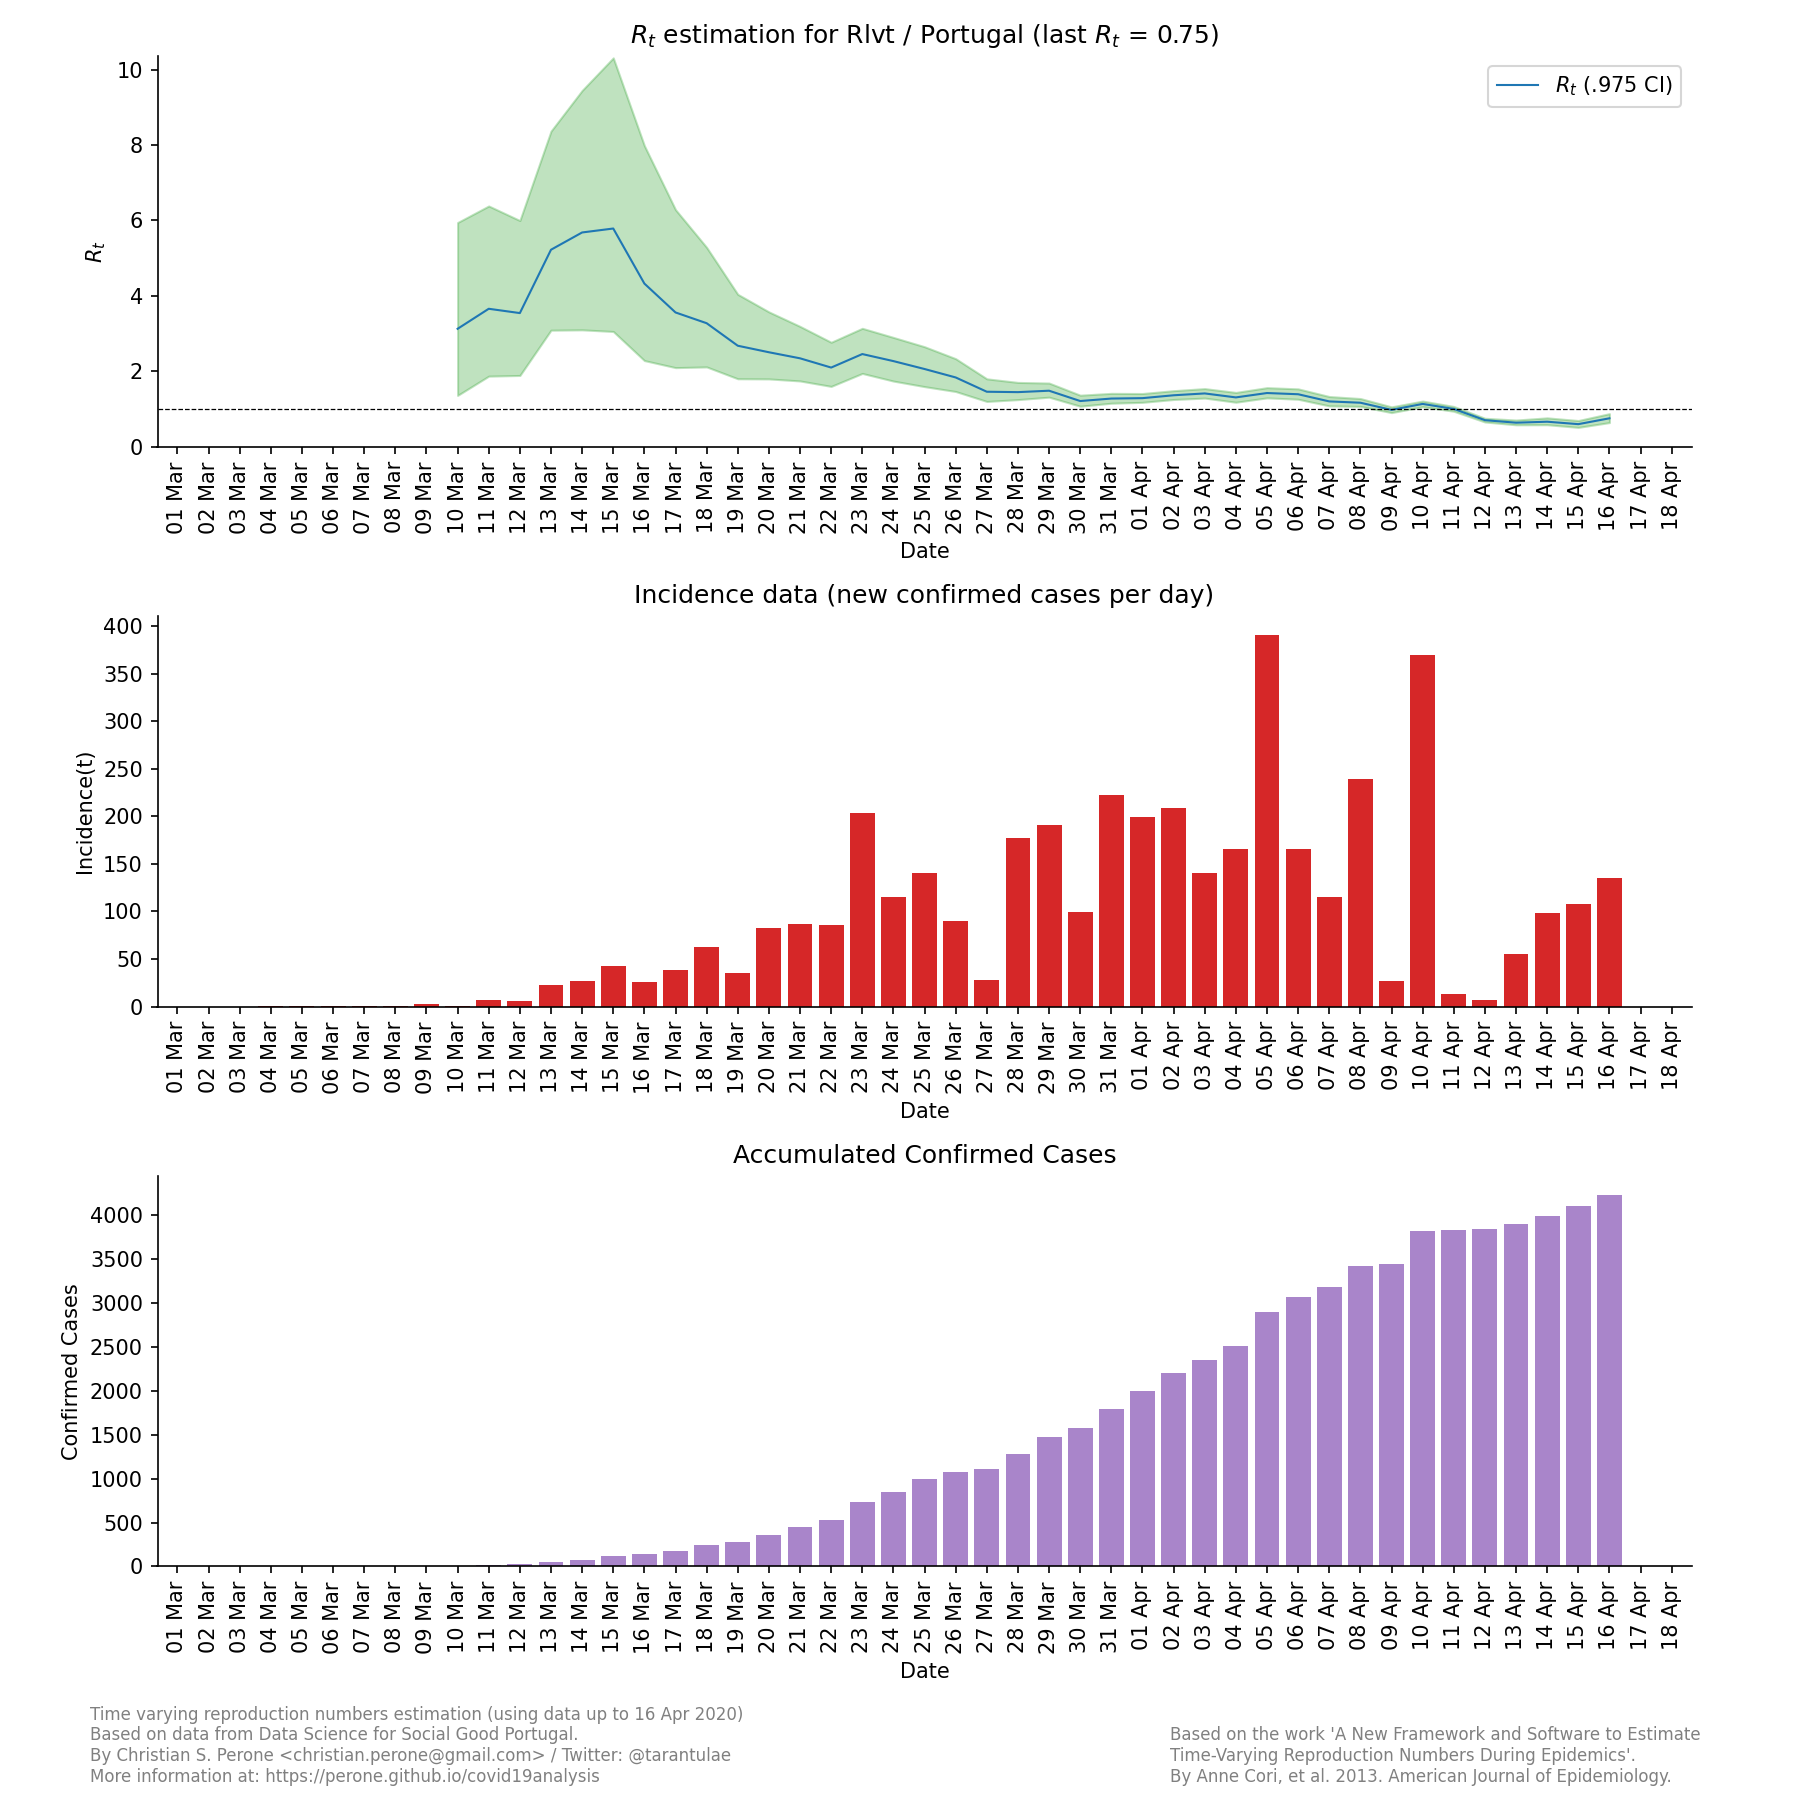 Rt estimation for Rlvt / Portugal (last Rt = 0.75)
10
8
6
4
2
0
Rt
Rt (.975 CI)
01 Mar 02 Mar 03 Mar 04 Mar 05 Mar 06 Mar 07 Mar 08 Mar 09 Mar 10 Mar 11 Mar 12 Mar 13 Mar 14 Mar 15 Mar 16 Mar 17 Mar 18 Mar 19 Mar 20 Mar 21 Mar 22 Mar 23 Mar 24 Mar 25 Mar 26 Mar 27 Mar 28 Mar 29 Mar 30 Mar 31 Mar 01 Apr 02 Apr 03 Apr 04 Apr 05 Apr 06 Apr 07 Apr 08 Apr 09 Apr 10 Apr 11 Apr 12 Apr 13 Apr 14 Apr 15 Apr 16 Apr 17 Apr 18 Apr
Date
Incidence data (new confirmed cases per day)
400
350
300
250
200
150
100
50
0
Incidence(t)
01 Mar 02 Mar 03 Mar 04 Mar 05 Mar 06 Mar 07 Mar 08 Mar 09 Mar 10 Mar 11 Mar 12 Mar 13 Mar 14 Mar 15 Mar 16 Mar 17 Mar 18 Mar 19 Mar 20 Mar 21 Mar 22 Mar 23 Mar 24 Mar 25 Mar 26 Mar 27 Mar 28 Mar 29 Mar 30 Mar 31 Mar 01 Apr 02 Apr 03 Apr 04 Apr 05 Apr 06 Apr 07 Apr 08 Apr 09 Apr 10 Apr 11 Apr 12 Apr 13 Apr 14 Apr 15 Apr 16 Apr 17 Apr 18 Apr
Date
Accumulated Confirmed Cases
4000
3500
3000
2500
2000
1500
1000
500
0
Confirmed Cases
01 Mar 02 Mar 03 Mar 04 Mar 05 Mar 06 Mar 07 Mar 08 Mar 09 Mar 10 Mar 11 Mar 12 Mar 13 Mar 14 Mar 15 Mar 16 Mar 17 Mar 18 Mar 19 Mar 20 Mar 21 Mar 22 Mar 23 Mar 24 Mar 25 Mar 26 Mar 27 Mar 28 Mar 29 Mar 30 Mar 31 Mar 01 Apr 02 Apr 03 Apr 04 Apr 05 Apr 06 Apr 07 Apr 08 Apr 09 Apr 10 Apr 11 Apr 12 Apr 13 Apr 14 Apr 15 Apr 16 Apr 17 Apr 18 Apr
Date
Time varying reproduction numbers estimation (using data up to 16 Apr 2020)
Based on data from Data Science for Social Good Portugal.
By Christian S. Perone <christian.perone@gmail.com> / Twitter: @tarantulae
More information at: https://perone.github.io/covid19analysis
Based on the work 'A New Framework and Software to Estimate
Time-Varying Reproduction Numbers During Epidemics'.
By Anne Cori, et al. 2013. American Journal of Epidemiology.